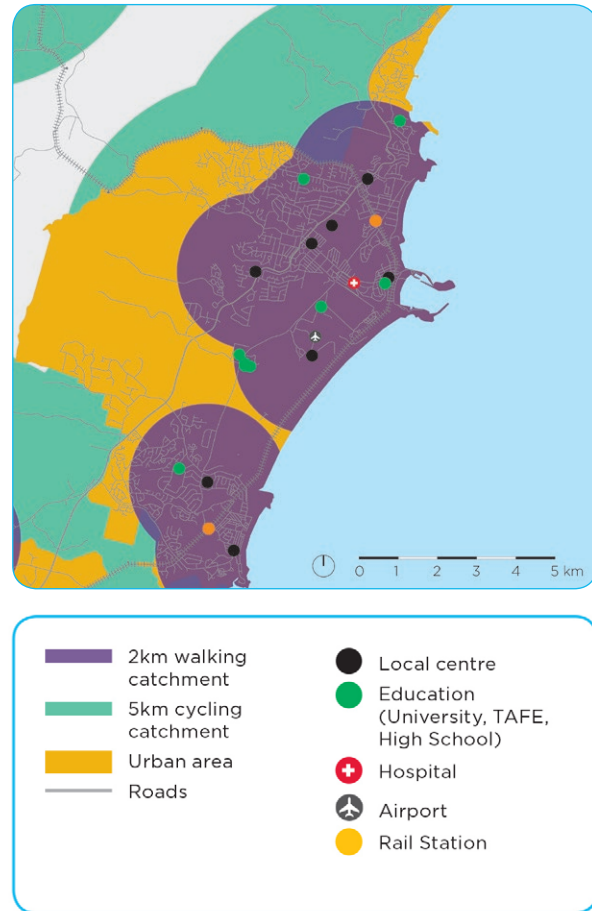 0 1 2 3 4 5 km
2km walking
catchment
5km cycling
catchment
Urban area
Roads
Local centre
Education
(University, TAFE,
High School)
Hospital
Airport
Rail Station